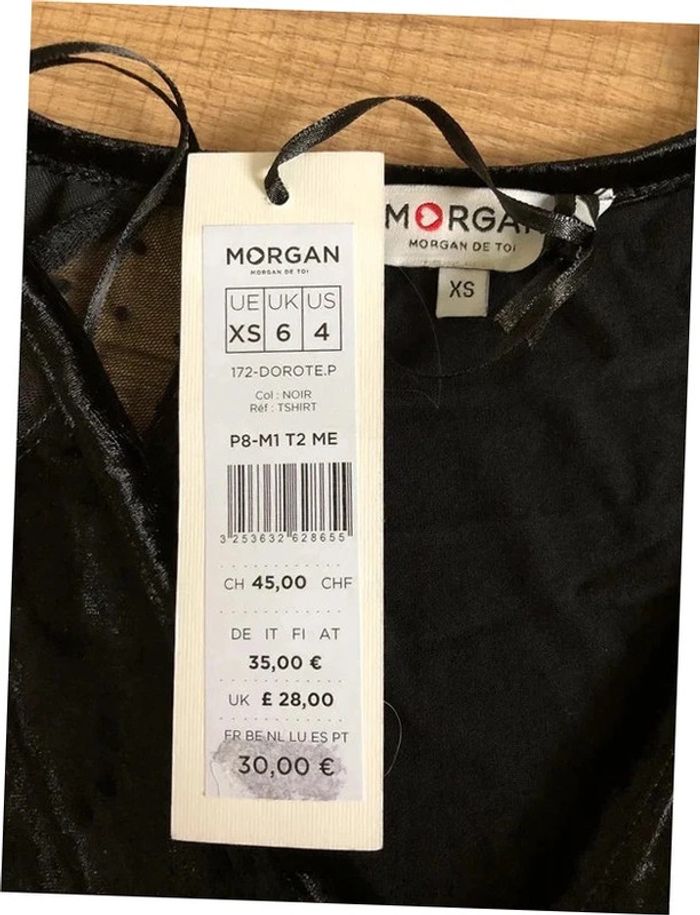 MORGAN
MORGAN DE TOI
UE UK US
XS 6 4
172-DOROTE.P
Col : NOIR
Réf : TSHIRT
P8-M1 T2 ME
3 253632 628655
CH 45,00 CHF
DE IT FI AT
35,00 €
UK £ 28,00
FR BE NL LU ES PT
30,00 €
MORGAN
MORGAN DE TOI
XS